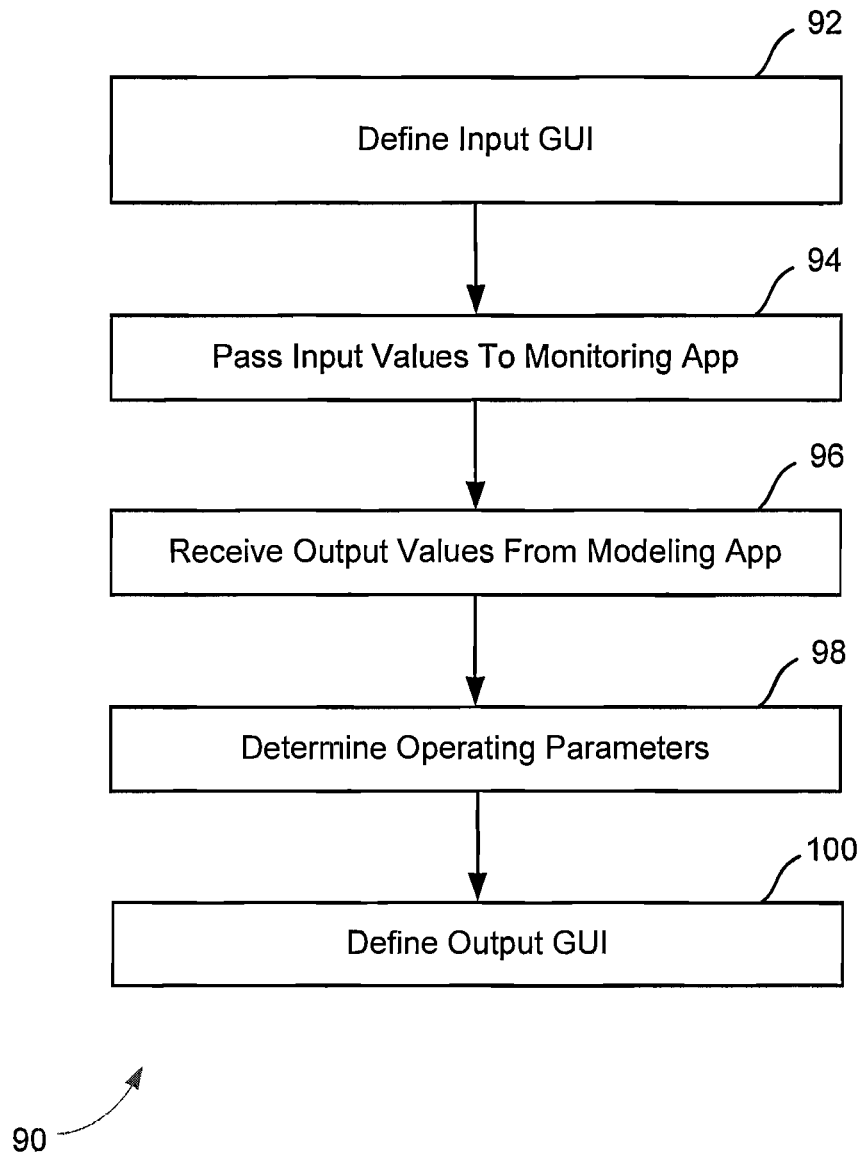 92
Define Input GUI
94
Pass Input Values To Monitoring App
96
Receive Output Values From Modeling App
98
Determine Operating Parameters
100
Define Output GUI
90